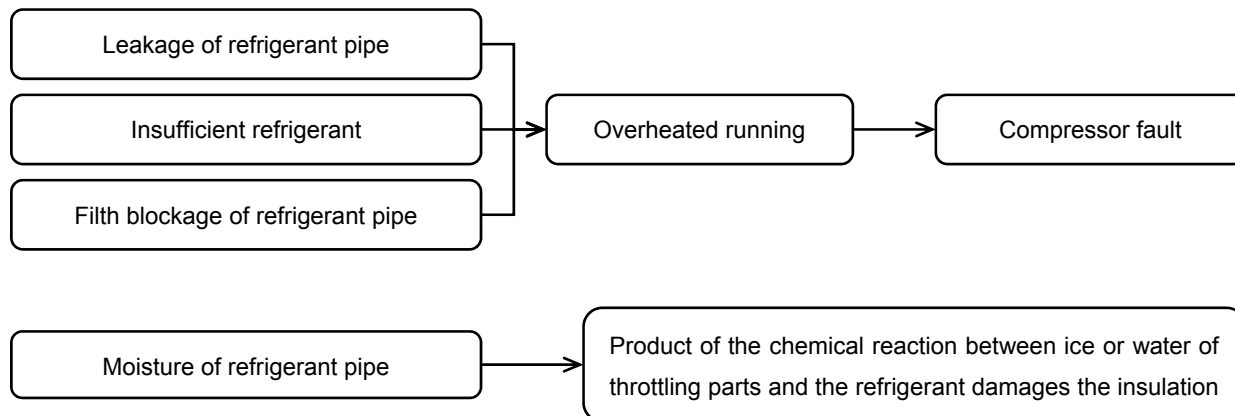 Leakage of refrigerant pipe
Insufficient refrigerant
Overheated running
Compressor fault
Filth blockage of refrigerant pipe
Moisture of refrigerant pipe
Product of the chemical reaction between ice or water of
throttling parts and the refrigerant damages the insulation